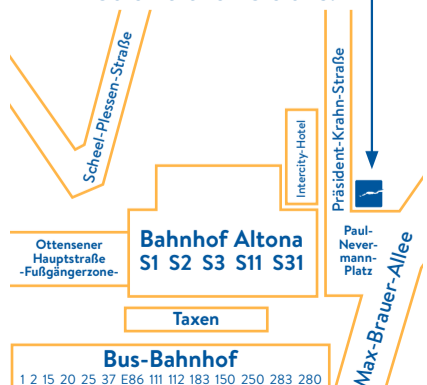 Scheel-Plessen-Straße
Präsident-Krahn-Straße
Intercity-Hotel
Ottensener
Hauptstraße
-Fußgängerzone-
Bahnhof Altona
S1 S2 S3 S11 S31
Paul-
Never-
mann-
Platz
Max-Brauer-Allee
Taxen
Bus-Bahnhof
1 2 15 20 25 37 E86 111 112 183 150 250 283 280